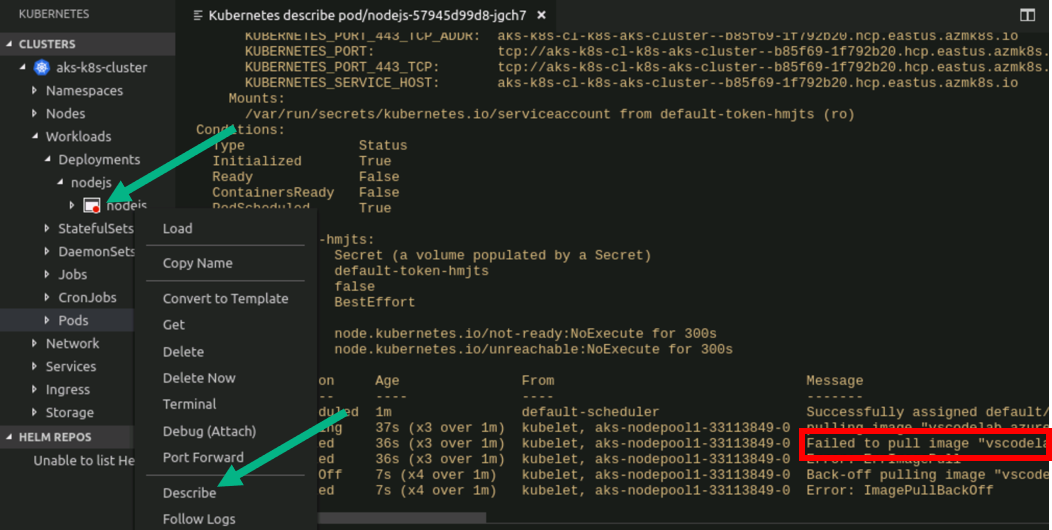 KUBERNETES
Kubernetes describe pod/nodejs-57945d99d8-jgch7
CLUSTERS
aks-k8s-cluster
Namespaces
Nodes
Workloads
Deployments
nodejs
nodejs
StatefulSets
DaemonSets
Jobs
CronJobs
Pods
Network
Services
Ingress
Storage
HELM REPOS
Unable to list He
Load
Copy Name
Convert to Template
Get
Delete
Delete Now
Terminal
Debug (Attach)
Port Forward
Describe
Follow Logs
KUBERNETES_PORT_443_TCP_ADDR: aks-k8s-cl-k8s-aks-cluster--b85f69-1f792b20.hcp.eastus.azmk8s.io
KUBERNETES_PORT: tcp://aks-k8s-cl-k8s-aks-cluster--b85f69-1f792b20.hcp.eastus.azmk8s.
KUBERNETES_PORT_443_TCP: tcp://aks-k8s-cl-k8s-aks-cluster--b85f69-1f792b20.hcp.eastus.azmk8s.
KUBERNETES_SERVICE_HOST: aks-k8s-cl-k8s-aks-cluster--b85f69-1f792b20.hcp.eastus.azmk8s.io
Mounts:
/var/run/secrets/kubernetes.io/serviceaccount from default-token-hmjts (ro)
Conditions:
Type Status
Initialized True
Ready False
ContainersReady False
PodScheduled True
-hmjts:
Secret (a volume populated by a Secret)
default-token-hmjts
false
BestEffort
node.kubernetes.io/not-ready:NoExecute for 300s
node.kubernetes.io/unreachable:NoExecute for 300s
on Age From Message
-- ---- ---- -------
duled 1m default-scheduler Successfully assigned default/
ng 37s (x3 over 1m) kubelet, aks-nodepool1-33113849-0 pulling image "vscodelab.azure
ed 36s (x3 over 1m) kubelet, aks-nodepool1-33113849-0 Failed to pull image "vscodela
ed 36s (x3 over 1m) kubelet, aks-nodepool1-33113849-0 Error: ErrImagePull
Off 7s (x4 over 1m) kubelet, aks-nodepool1-33113849-0 Back-off pulling image "vscode
ed 7s (x4 over 1m) kubelet, aks-nodepool1-33113849-0 Error: ImagePullBackOff